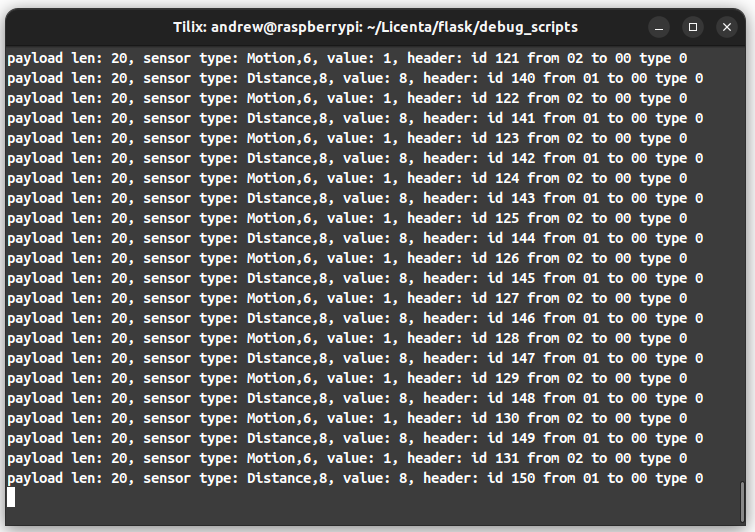 Tilix: andrew@raspberrypi: ~/Licenta/flask/debug_scripts
payload len: 20, sensor type: Motion,6, value: 1, header: id 121 from 02 to 00 type 0
payload len: 20, sensor type: Distance,8, value: 8, header: id 140 from 01 to 00 type 0
payload len: 20, sensor type: Motion,6, value: 1, header: id 122 from 02 to 00 type 0
payload len: 20, sensor type: Distance,8, value: 8, header: id 141 from 01 to 00 type 0
payload len: 20, sensor type: Motion,6, value: 1, header: id 123 from 02 to 00 type 0
payload len: 20, sensor type: Distance,8, value: 8, header: id 142 from 01 to 00 type 0
payload len: 20, sensor type: Motion,6, value: 1, header: id 124 from 02 to 00 type 0
payload len: 20, sensor type: Distance,8, value: 8, header: id 143 from 01 to 00 type 0
payload len: 20, sensor type: Motion,6, value: 1, header: id 125 from 02 to 00 type 0
payload len: 20, sensor type: Distance,8, value: 8, header: id 144 from 01 to 00 type 0
payload len: 20, sensor type: Motion,6, value: 1, header: id 126 from 02 to 00 type 0
payload len: 20, sensor type: Distance,8, value: 8, header: id 145 from 01 to 00 type 0
payload len: 20, sensor type: Motion,6, value: 1, header: id 127 from 02 to 00 type 0
payload len: 20, sensor type: Distance,8, value: 8, header: id 146 from 01 to 00 type 0
payload len: 20, sensor type: Motion,6, value: 1, header: id 128 from 02 to 00 type 0
payload len: 20, sensor type: Distance,8, value: 8, header: id 147 from 01 to 00 type 0
payload len: 20, sensor type: Motion,6, value: 1, header: id 129 from 02 to 00 type 0
payload len: 20, sensor type: Distance,8, value: 8, header: id 148 from 01 to 00 type 0
payload len: 20, sensor type: Motion,6, value: 1, header: id 130 from 02 to 00 type 0
payload len: 20, sensor type: Distance,8, value: 8, header: id 149 from 01 to 00 type 0
payload len: 20, sensor type: Motion,6, value: 1, header: id 131 from 02 to 00 type 0
payload len: 20, sensor type: Distance,8, value: 8, header: id 150 from 01 to 00 type 0